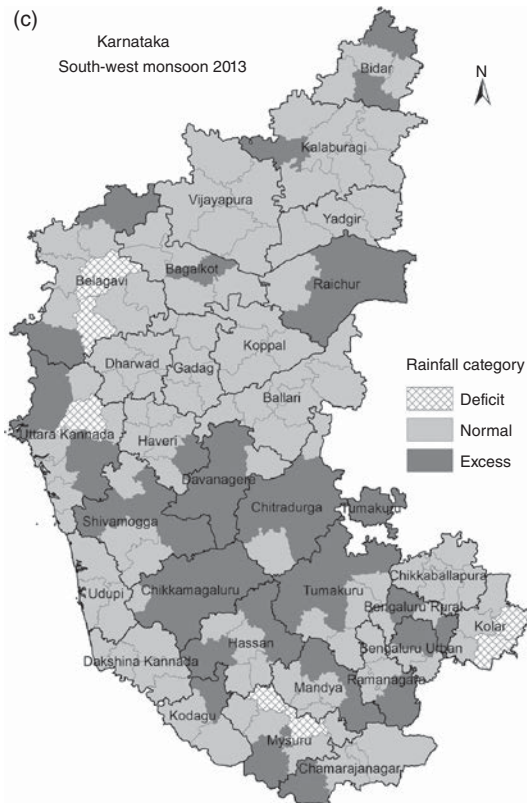 (c)
Karnataka
South-west monsoon 2013
N
Bidar
Kalaburagi
Vijayapura
Yadgir
Bagalkot
Raichur
Belagavi
Koppal
Dharwad
Gadag
Rainfall category
Deficit
Normal
Excess
Ballari
Uttara Kannada
Haveri
Davanagere
Chitradurga
Tumakuru
Shivamogga
Chikkaballapura
Chikkamagaluru
Tumakuru
Udupi
Bengaluru Rural
Kolar
Hassan
Bengaluru Urban
Dakshina Kannada
Ramanagara
Mandya
Kodagu
Mysuru
Chamarajanagar